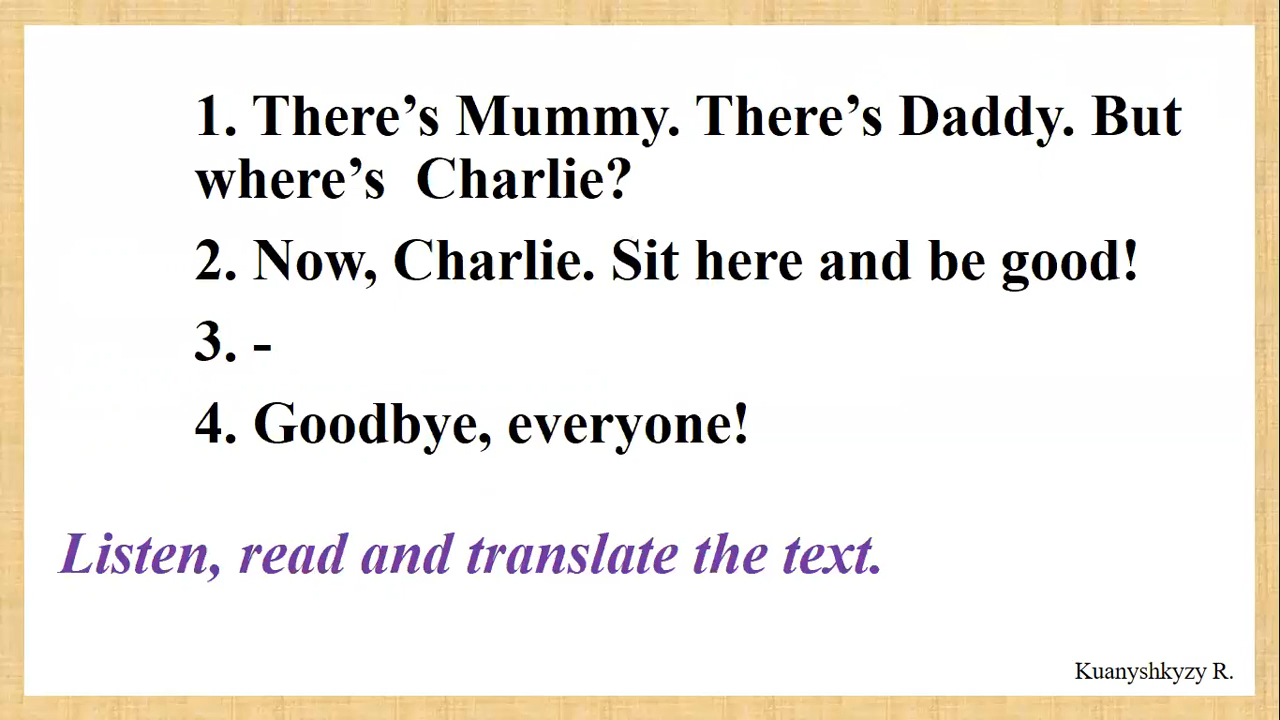 1. There’s Mummy. There’s Daddy. But
where’s  Charlie?
2. Now, Charlie. Sit here and be good!
3. -
4. Goodbye, everyone!
Listen, read and translate the text.
Kuanyshkyzy R.